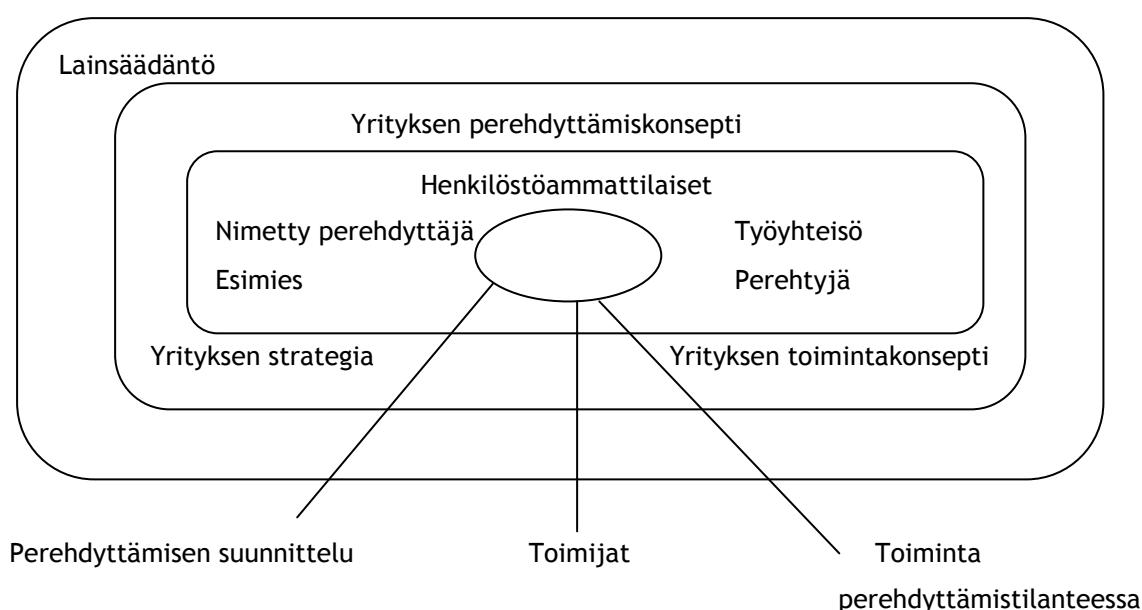 Lainsäädäntö
Yrityksen perehdyttämiskonsepti
Henkilöstöammattilaiset
Nimetty perehdyttäjä
Työyhteisö
Esimies
Perehtyjä
Yrityksen strategia
Yrityksen toimintakonsepti
Perehdyttämisen suunnittelu
Toimijat
Toiminta
perehdyttämistilanteessa